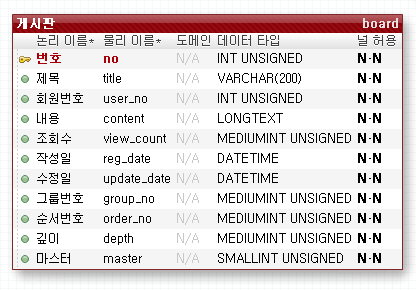 게시판 board
논리 이름* 물리 이름* 도메인 데이터 타입 널 허용
번호 no N/A INT UNSIGNED N-N
제목 title N/A VARCHAR(200) N-N
회원번호 user_no N/A INT UNSIGNED N-N
내용 content N/A LONGTEXT N-N
조회수 view_count N/A MEDIUMINT UNSIGNED N-N
작성일 reg_date N/A DATETIME N-N
수정일 update_date N/A DATETIME N-N
그룹번호 group_no N/A MEDIUMINT UNSIGNED N-N
순서번호 order_no N/A MEDIUMINT UNSIGNED N-N
깊이 depth N/A MEDIUMINT UNSIGNED N-N
마스터 master N/A SMALLINT UNSIGNED N-N